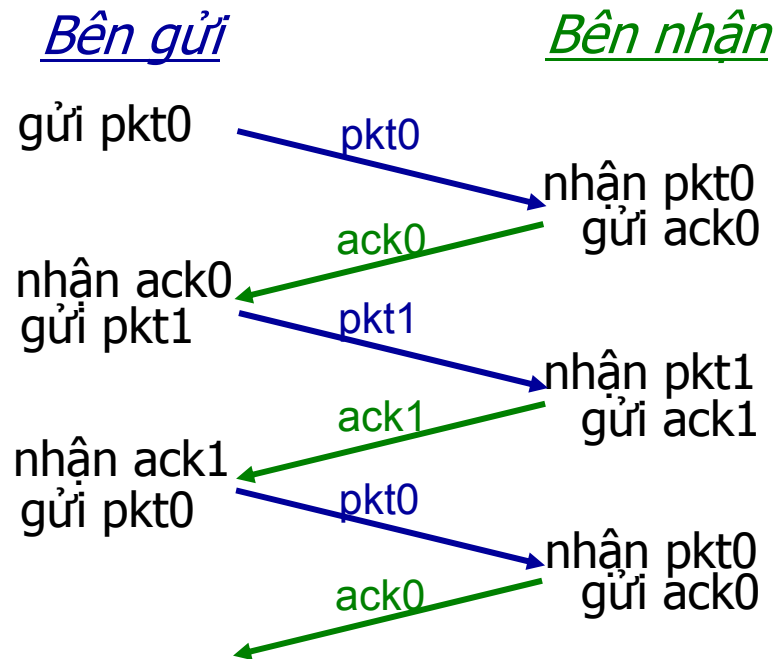 Bên gửi
Bên nhận
gửi pkt0
pkt0
nhận pkt0
gửi ack0
ack0
nhận ack0
gửi pkt1
pkt1
nhận pkt1
gửi ack1
ack1
nhận ack1
gửi pkt0
pkt0
nhận pkt0
gửi ack0
ack0